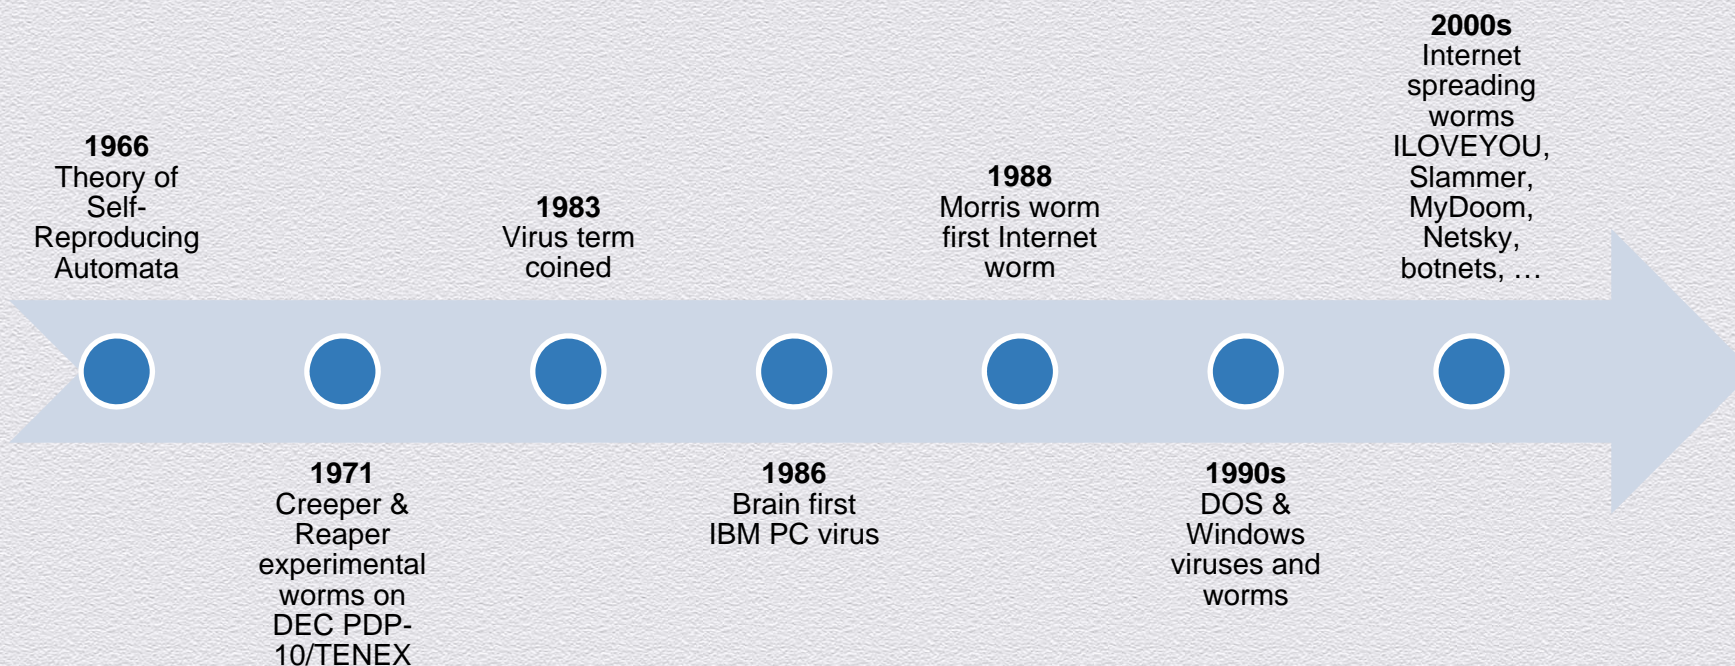 1966
Theory of
Self-
Reproducing
Automata
1971
Creeper &
Reaper
experimental
worms on
DEC PDP-
10/TENEX
1983
Virus term
coined
1986
Brain first
IBM PC virus
1988
Morris worm
first Internet
worm
1990s
DOS &
Windows
viruses and
worms
2000s
Internet
spreading
worms
ILOVEYOU,
Slammer,
MyDoom,
Netsky,
botnets, …